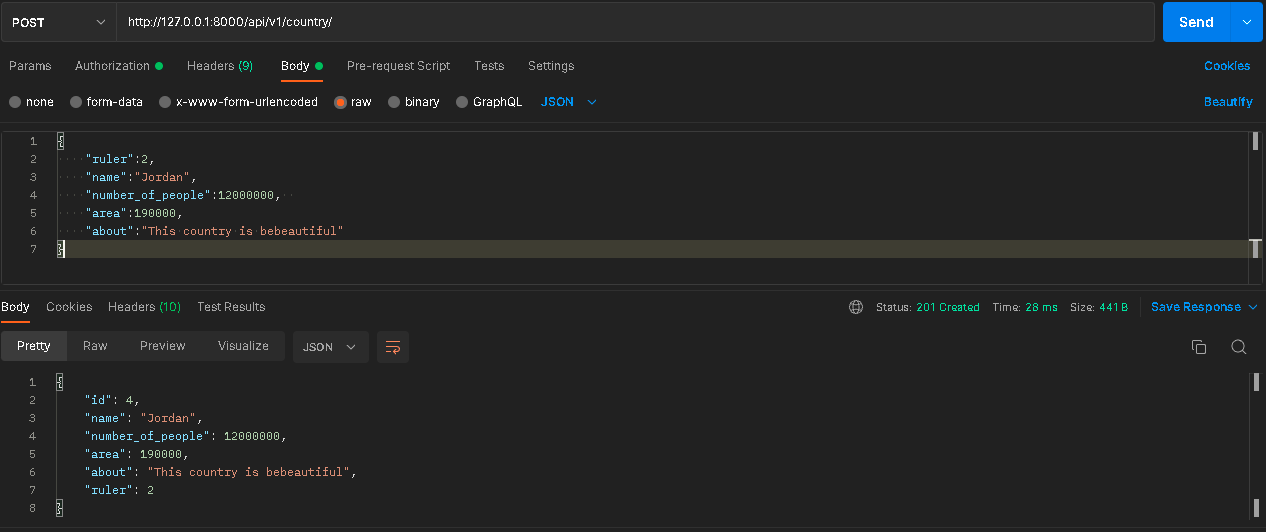 POST http://127.0.0.1:8000/api/v1/country/ Send
Params Authorization Headers (9) Body Pre-request Script Tests Settings Cookies
none form-data x-www-form-urlencoded raw binary GraphQL JSON Beautify
1 {
2 "ruler":2,
3 "name":"Jordan",
4 "number_of_people":12000000,
5 "area":190000,
6 "about":"This country is bebeautiful"
7 }
Body Cookies Headers (10) Test Results Status: 201 Created Time: 28 ms Size: 441 B Save Response
Pretty Raw Preview Visualize JSON
1 {
2 "id": 4,
3 "name": "Jordan",
4 "number_of_people": 12000000,
5 "area": 190000,
6 "about": "This country is bebeautiful",
7 "ruler": 2
8 }